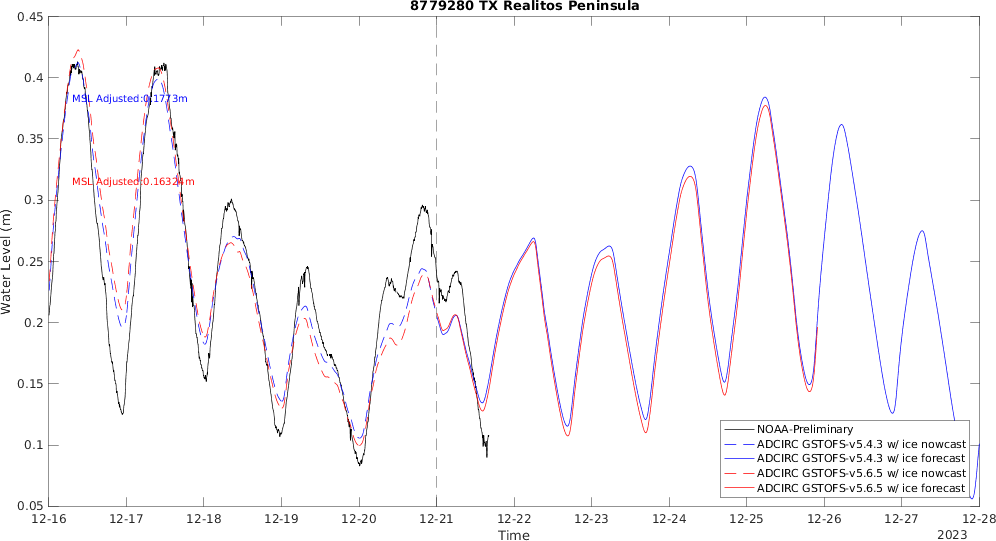 8779280 TX Realitos Peninsula
0.45
0.4
0.35
0.3
0.25
0.2
0.15
0.1
0.05
Water Level (m)
MSL Adjusted:0.1773m
MSL Adjusted:0.16324m
NOAA-Preliminary
ADCIRC GSTOFS-v5.4.3 w/ ice nowcast
ADCIRC GSTOFS-v5.4.3 w/ ice forecast
ADCIRC GSTOFS-v5.6.5 w/ ice nowcast
ADCIRC GSTOFS-v5.6.5 w/ ice forecast
12-16 12-17 12-18 12-19 12-20 12-21 12-22 12-23 12-24 12-25 12-26 12-27 12-28
Time
2023